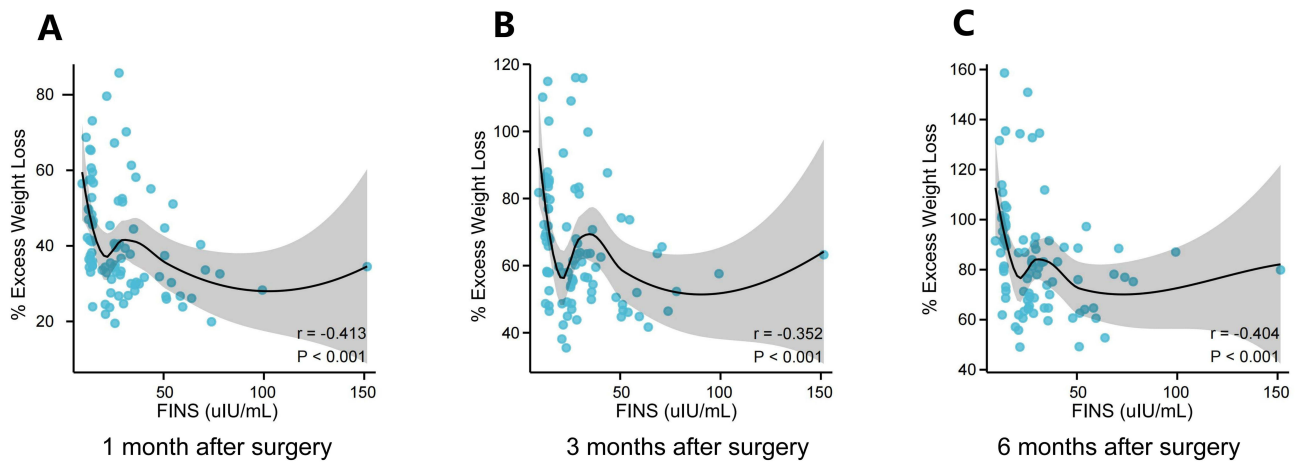 A
% Excess Weight Loss
80
60
40
20
r = -0.413
P < 0.001
50
100
150
FINS (uIU/mL)
1 month after surgery
B
% Excess Weight Loss
120
100
80
60
40
r = -0.352
P < 0.001
50
100
150
FINS (uIU/mL)
3 months after surgery
C
% Excess Weight Loss
160
140
120
100
80
60
40
r = -0.404
P < 0.001
50
100
150
FINS (uIU/mL)
6 months after surgery